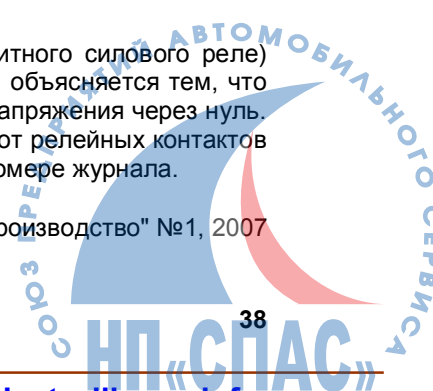 итного силового реле)
объясняется тем, что
апряжения через нуль.
от релейных контактов
омере журнала.
роизводство" №1, 2007
38
СОЮЗ ПРЕДПРИЯТИЙ АВТОМОБИЛЬНОГО СЕРВИСА
НП «СПАС»